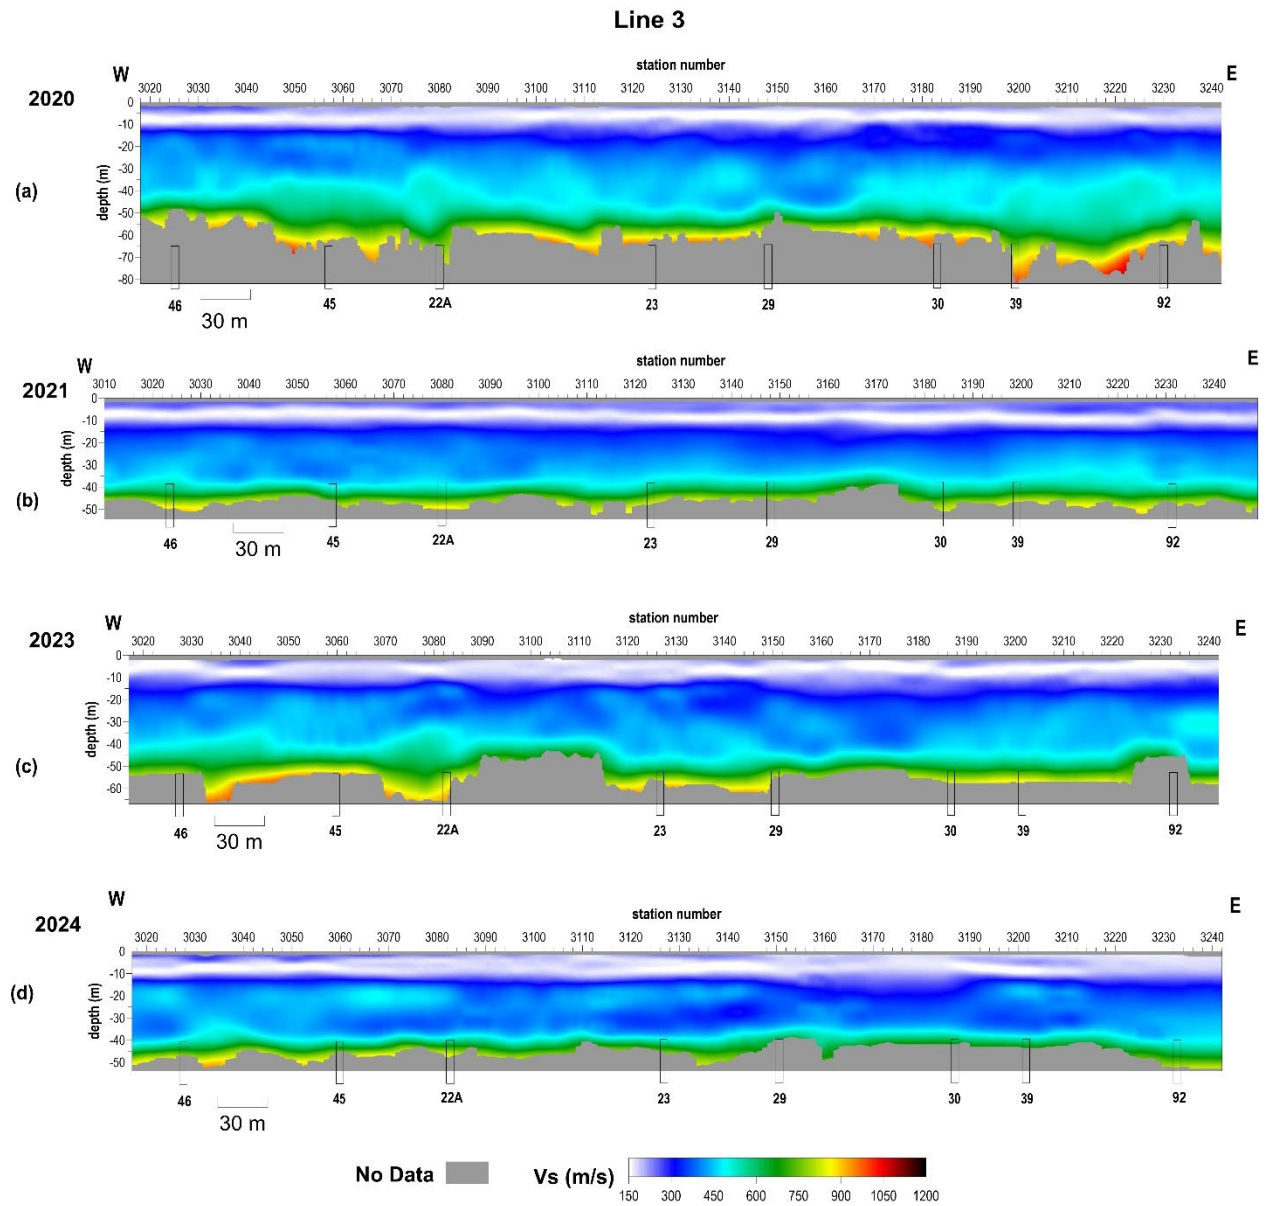 Line 3
station number
W E
3020 3030 3040 3050 3060 3070 3080 3090 3100 3110 3120 3130 3140 3150 3160 3170 3180 3190 3200 3210 3220 3230 3240
2020
0
-10
-20
-30
-40
-50
-60
-70
-80
depth (m)
(a)
46 45 22A 23 29 30 39 92
30 m
station number
W E
3010 3020 3030 3040 3050 3060 3070 3080 3090 3100 3110 3120 3130 3140 3150 3160 3170 3180 3190 3200 3210 3220 3230 3240
2021
0
-10
-20
-30
-40
-50
depth (m)
(b)
46 45 22A 23 29 30 39 92
30 m
station number
W E
3020 3030 3040 3050 3060 3070 3080 3090 3100 3110 3120 3130 3140 3150 3160 3170 3180 3190 3200 3210 3220 3230 3240
2023
0
-10
-20
-30
-40
-50
-60
depth (m)
(c)
46 45 22A 23 29 30 39 92
30 m
W E
station number
2024
3020 3030 3040 3050 3060 3070 3080 3090 3100 3110 3120 3130 3140 3150 3160 3170 3180 3190 3200 3210 3220 3230 3240
0
-10
-20
-30
-40
-50
depth (m)
(d)
46 45 22A 23 29 30 39 92
30 m
No Data
Vs (m/s)
150 300 450 600 750 900 1050 1200